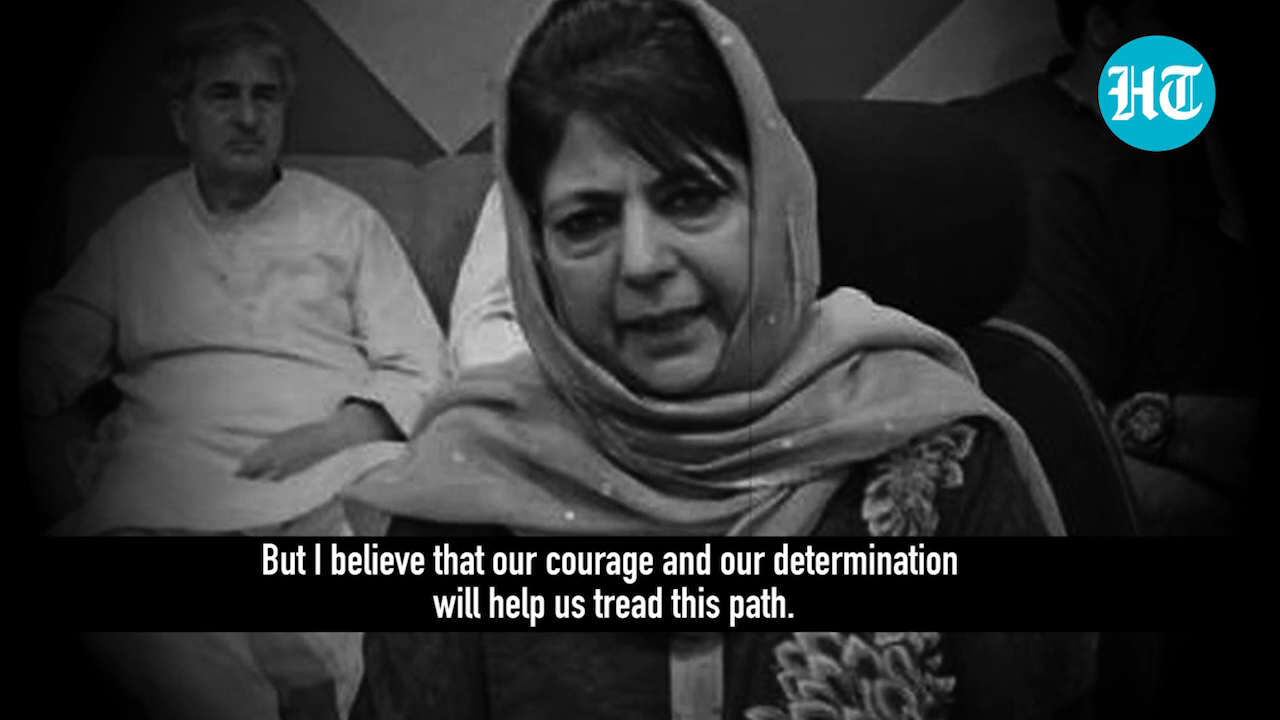 HT
But I believe that our courage and our determination
will help us tread this path.